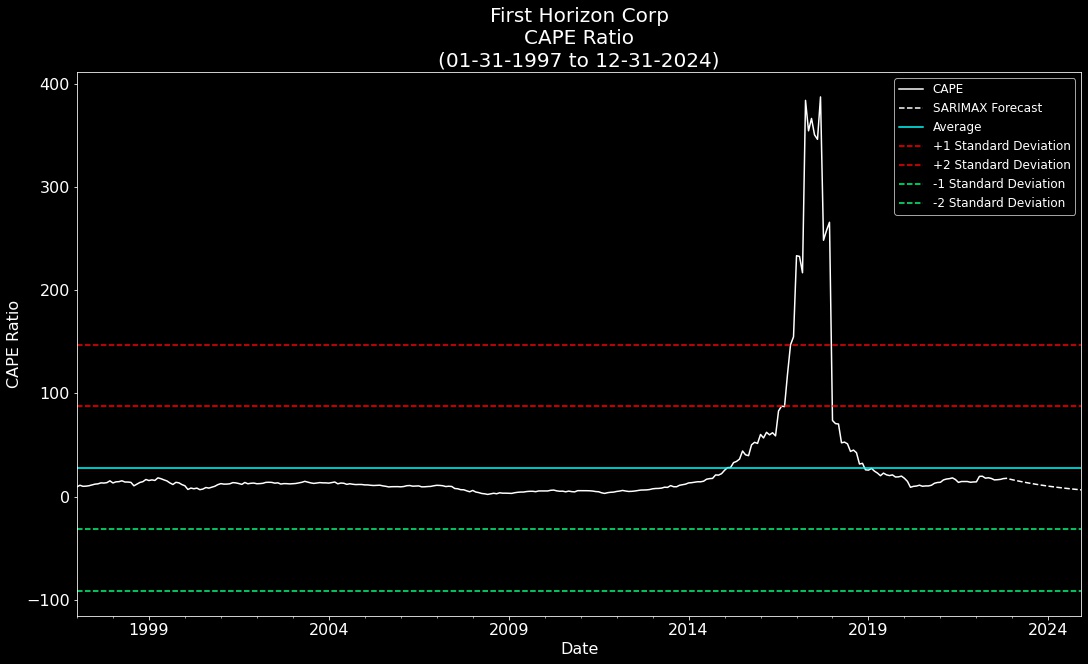 First Horizon Corp
CAPE Ratio
(01-31-1997 to 12-31-2024)
CAPE
SARIMAX Forecast
Average
+1 Standard Deviation
+2 Standard Deviation
-1 Standard Deviation
-2 Standard Deviation
400
300
200
100
0
−100
CAPE Ratio
1999
2004
2009
2014
2019
2024
Date